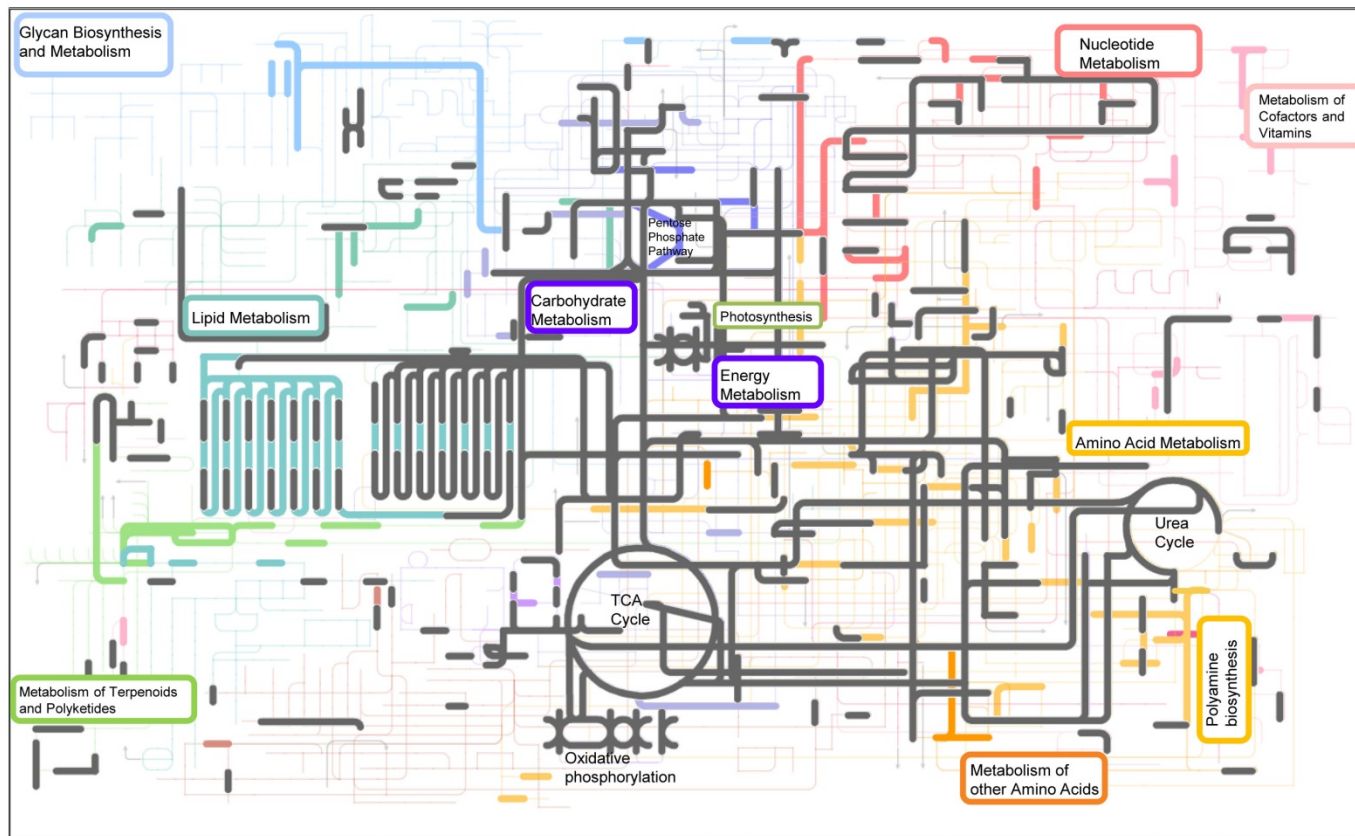 Glycan Biosynthesis
and Metabolism
Nucleotide
Metabolism
Metabolism of
Cofactors and
Vitamins
Pentose
Phosphate
Pathway
Lipid Metabolism
Carbohydrate
Metabolism
Photosynthesis
Energy
Metabolism
Amino Acid Metabolism
Urea
Cycle
TCA
Cycle
Polyamine
biosynthesis
Metabolism of Terpenoids
and Polyketides
Oxidative
phosphorylation
Metabolism of
other Amino Acids